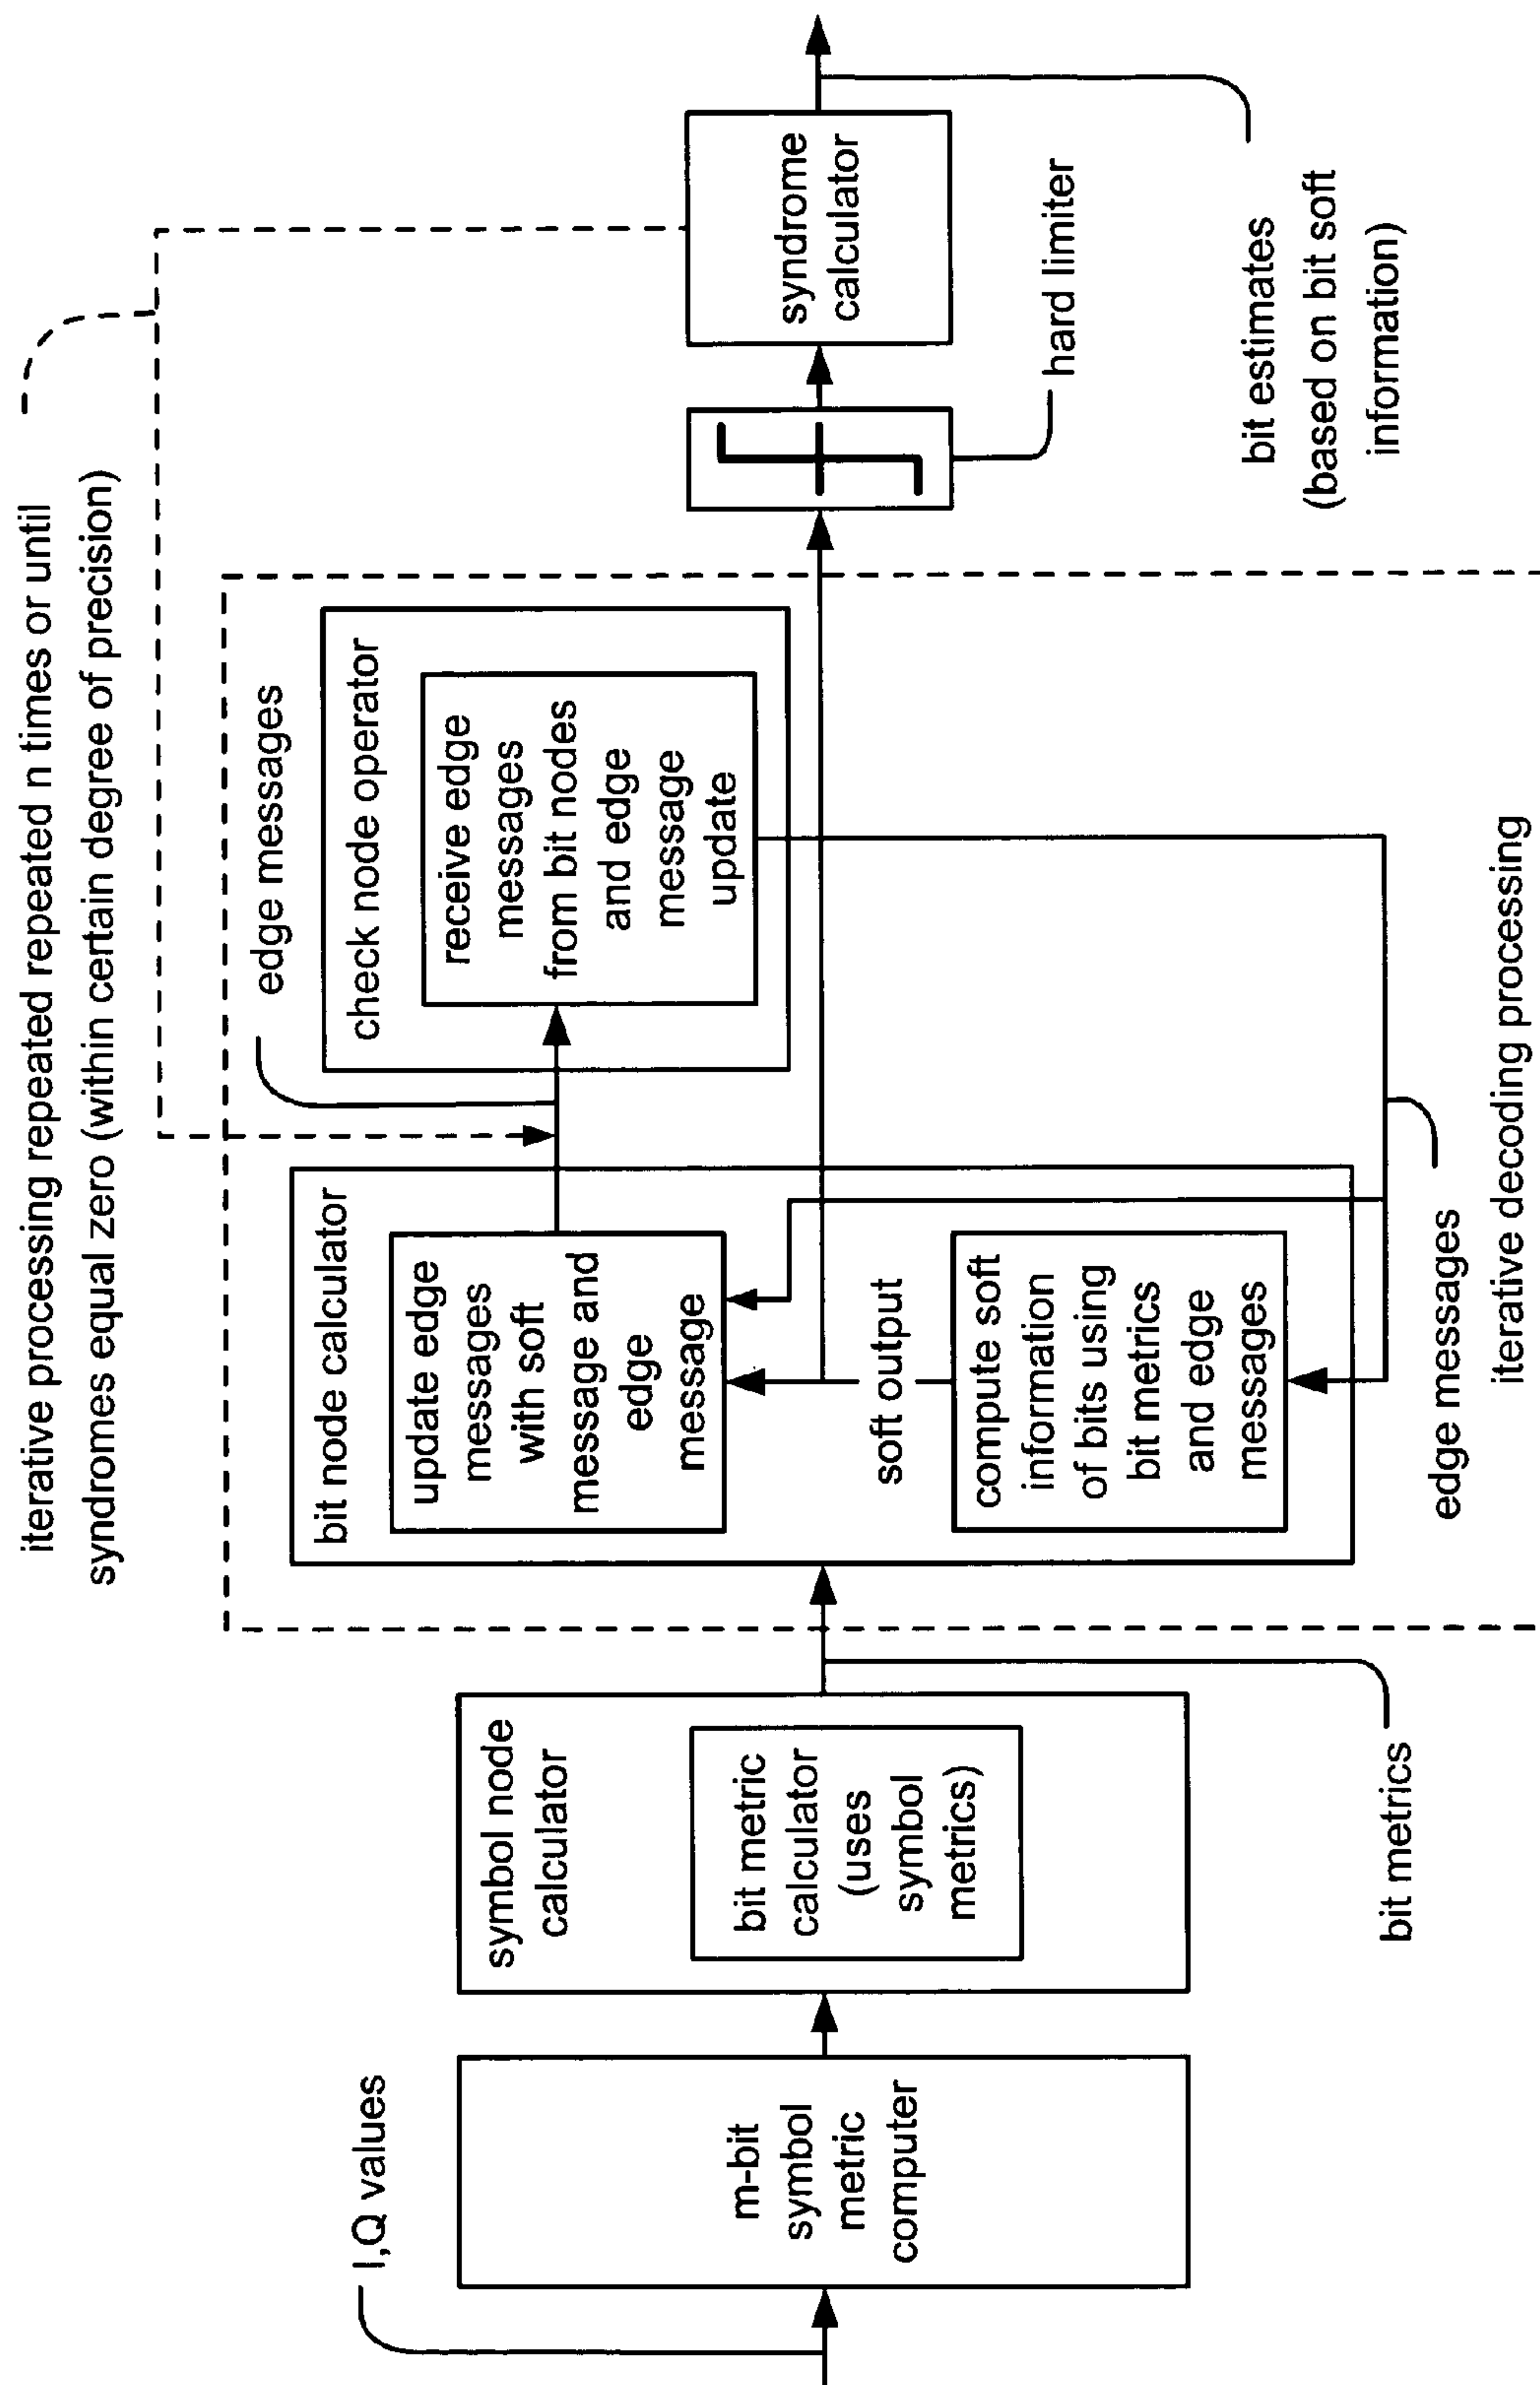 iterative processing repeated repeated n times or until
syndromes equal zero (within certain degree of precision)
I,Q values
m-bit
symbol
metric
computer
symbol node
calculator
bit metric
calculator
(uses
symbol
metrics)
bit metrics
bit node calculator
update edge
messages
with soft
message and
edge
message
soft output
compute soft
information
of bits using
bit metrics
and edge
messages
edge messages
check node operator
receive edge
messages
from bit nodes
and edge
message
update
edge messages
iterative decoding processing
hard limiter
syndrome
calculator
bit estimates
(based on bit soft
information)